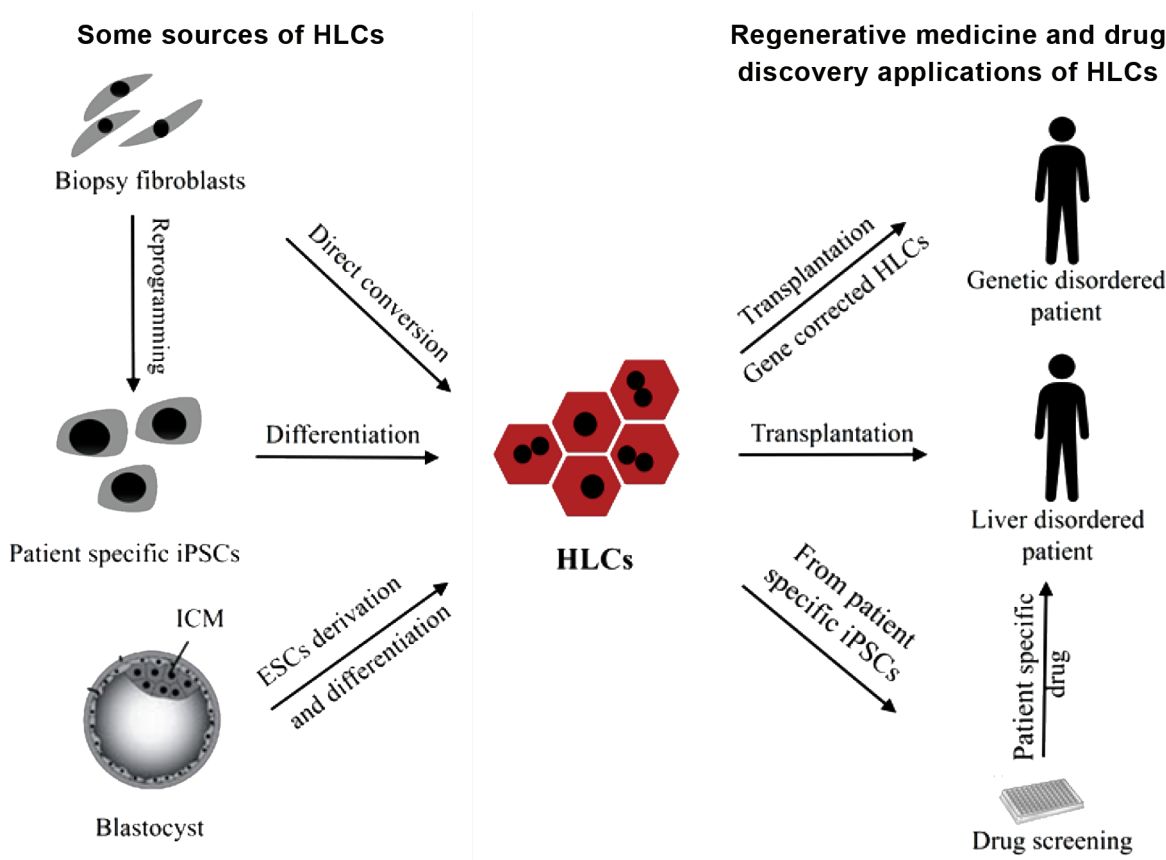 Some sources of HLCs
Biopsy fibroblasts
Reprogramming
Direct conversion
Patient specific iPSCs
Differentiation
ICM
ESCs derivation
and differentiation
Blastocyst
HLCs
Regenerative medicine and drug
discovery applications of HLCs
Transplantation
Gene corrected HLCs
Genetic disordered
patient
Transplantation
Liver disordered
patient
From patient
specific iPSCs
Patient specific
drug
Drug screening